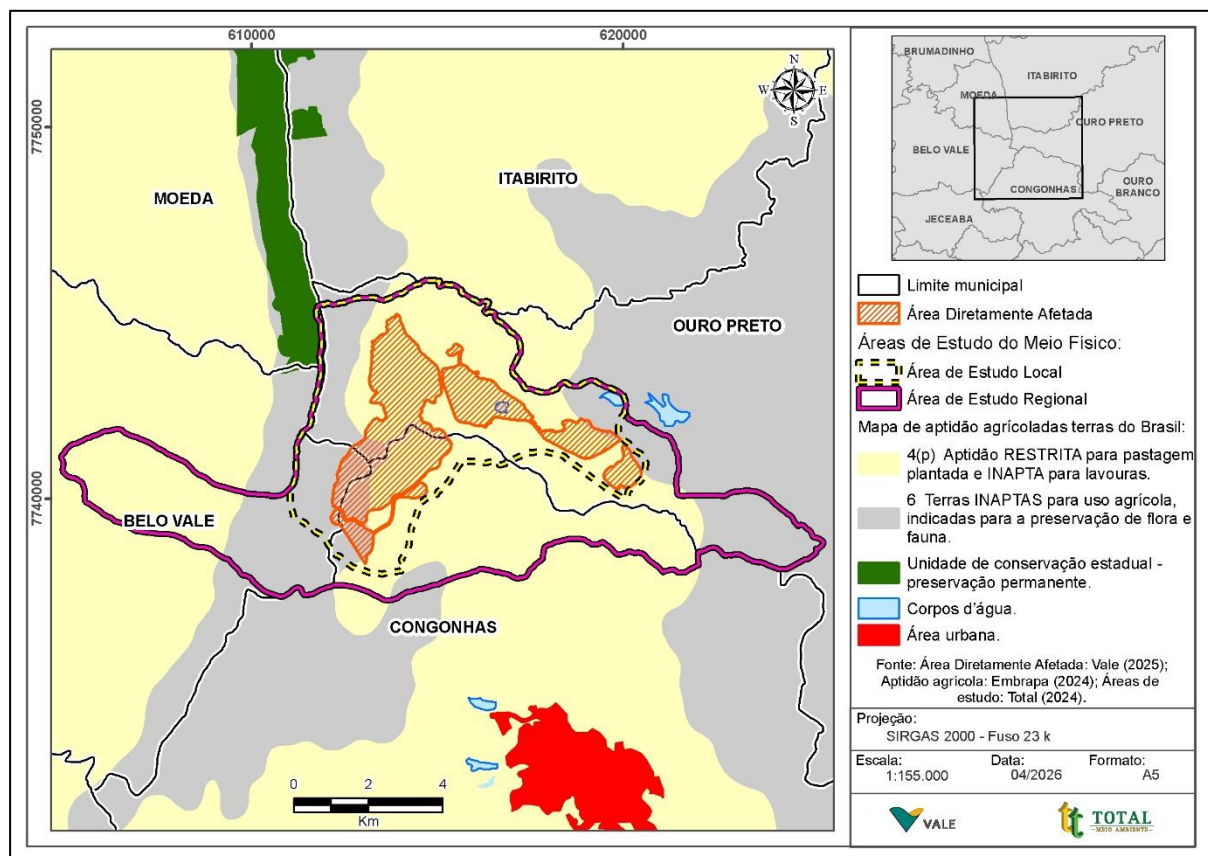 610000
620000
7750000
7740000
N
W
E
S
MOEDA
ITABIRITO
OURO PRETO
BELO VALE
CONGONHAS
0 2 4
Km
BRUMADINHO
ITABIRITO
MOEDA
OURO PRETO
BELO VALE
CONGONHAS
OURO
BRANCO
JECEABA
Limite municipal
Área Diretamente Afetada
Áreas de Estudo do Meio Físico:
Área de Estudo Local
Área de Estudo Regional
Mapa de aptidão agrícoladas terras do Brasil:
4(p) Aptidão RESTRITA para pastagem
plantada e INAPTA para lavouras.
6 Terras INAPTAS para uso agrícola,
indicadas para a preservação de flora e
fauna.
Unidade de conservação estadual -
preservação permanente.
Corpos d'água.
Área urbana.
Fonte: Área Diretamente Afetada: Vale (2025);
Aptidão agrícola: Embrapa (2024); Áreas de
estudo: Total (2024).
Projeção:
SIRGAS 2000 - Fuso 23 k
Escala: Data: Formato:
1:155.000 04/2026 A5
VALE
TOTAL
MEIO AMBIENTE